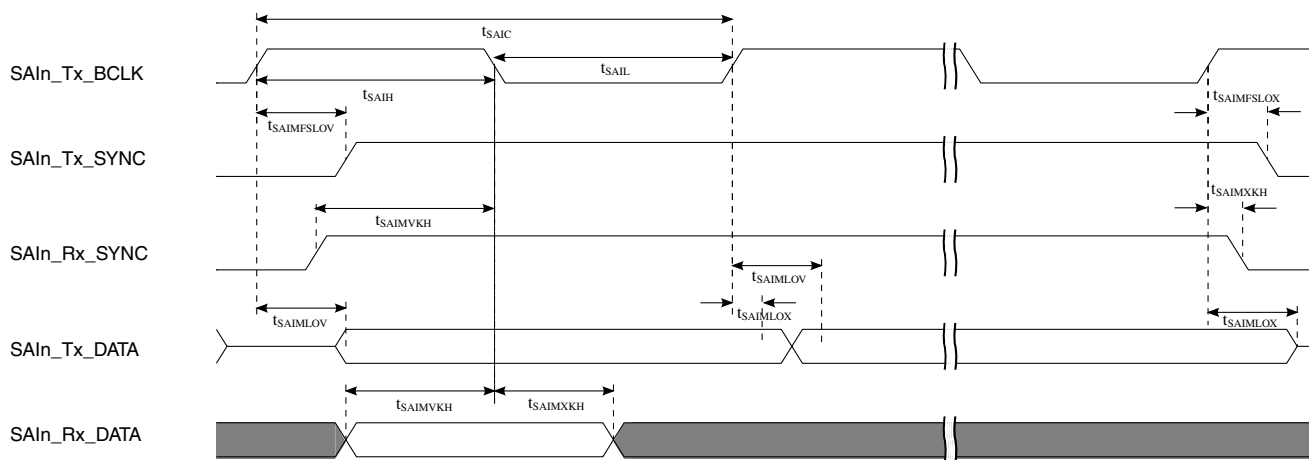 tSAIC
SAIn_Tx_BCLK
tSAIL
tSAIH
tSAIMFSLOX
tSAIMFSLOV
SAIn_Tx_SYNC
tSAIMXKH
tSAIMVKH
SAIn_Rx_SYNC
tSAIMLOV
tSAIMLOV
tSAIMLOX
tSAIMLOX
SAIn_Tx_DATA
tSAIMVKH
tSAIMXKH
SAIn_Rx_DATA